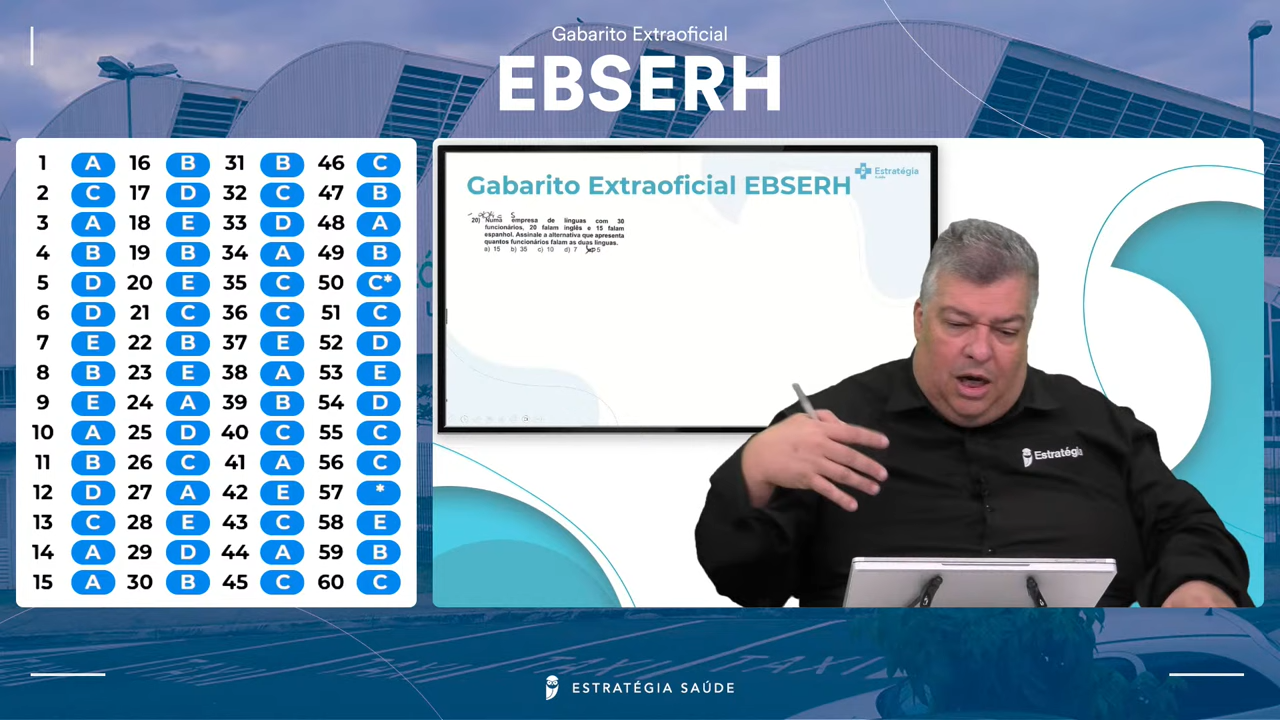 Gabarito Extraoficial
EBSERH
1 A 16 B 31 B 46 C
2 C 17 D 32 C 47 B
3 A 18 E 33 D 48 A
4 B 19 B 34 A 49 B
5 D 20 E 35 C 50 C*
6 D 21 C 36 C 51 C
7 E 22 B 37 E 52 D
8 B 23 E 38 A 53 E
9 E 24 A 39 B 54 D
10 A 25 D 40 C 55 C
11 B 26 C 41 A 56 C
12 D 27 A 42 E 57 *
13 C 28 E 43 C 58 E
14 A 29 D 44 A 59 B
15 A 30 B 45 C 60 C
Estratégia
Gabarito Extraoficial EBSERH
20) Numa empresa de línguas com 30
funcionários, 20 falam inglês e 15 falam
espanhol. Assinale a alternativa que apresenta
quantos funcionários falam as duas línguas.
a) 15 b) 35 c) 10 d) 7 5
Estratégia
TAXI TAXI
ESTRATÉGIA SAÚDE